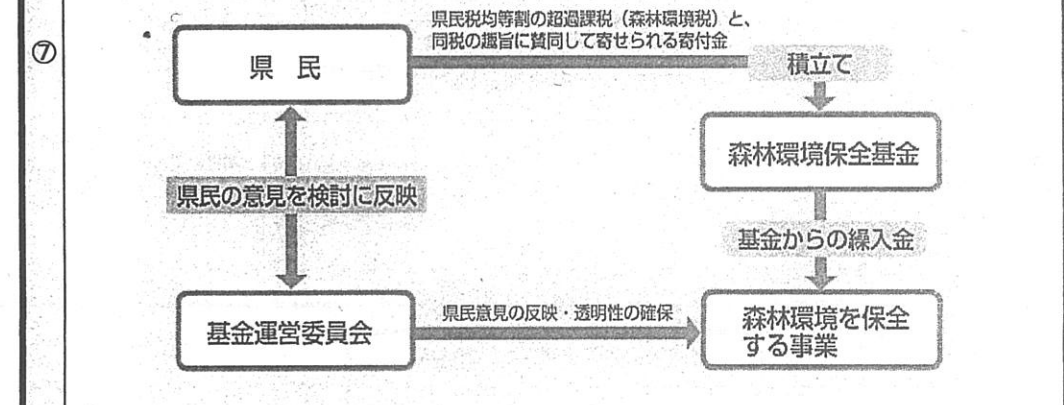 ⑦
県民税均等割の超過課税(森林環境税)と、
同税の趣旨に賛同して寄せられる寄付金
県 民
積立て
森林環境保全基金
県民の意見を検討に反映
基金からの繰入金
基金運営委員会
県民意見の反映・透明性の確保
森林環境を保全
する事業